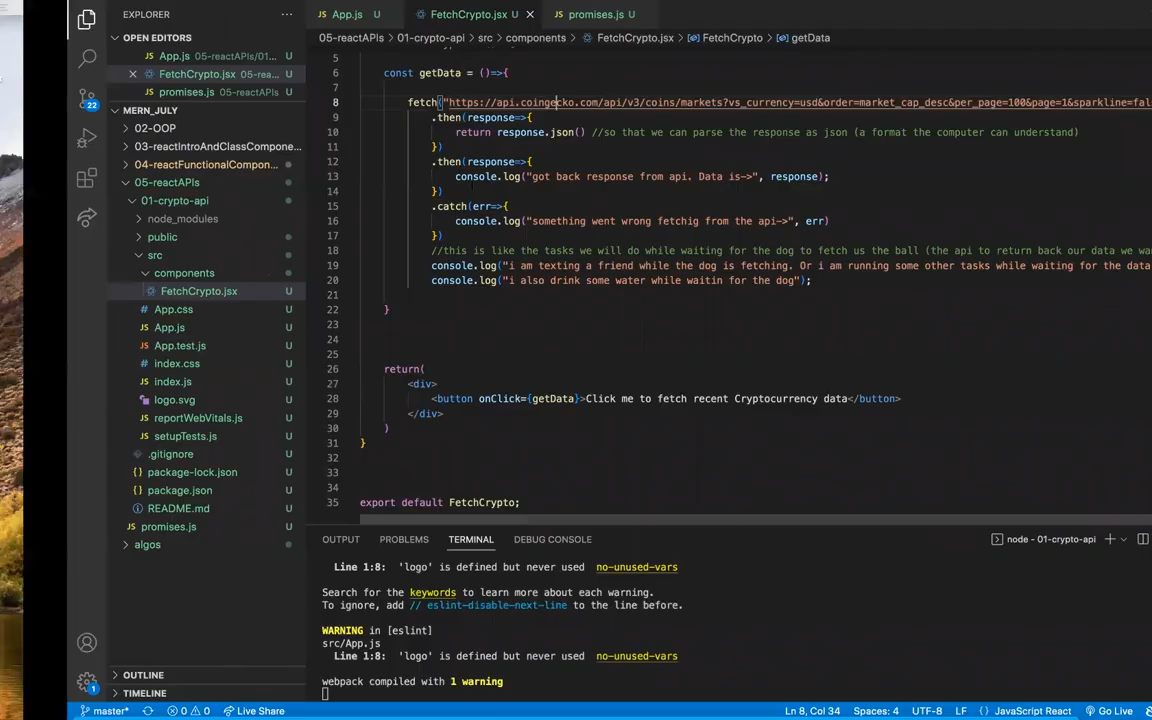 EXPLORER
OPEN EDITORS
App.js 05-reactAPIs/01... U
FetchCrypto.jsx 05-rea... U
promises.js 05-reactAPIs U
MERN_JULY
02-OOP
03-reactIntroAndClassCompone...
04-reactFunctionalCompon...
05-reactAPIs
01-crypto-api
node_modules
public
src
components
FetchCrypto.jsx U
App.css U
App.js U
App.test.js U
index.css U
index.js U
logo.svg U
reportWebVitals.js U
setupTests.js U
.gitignore U
package-lock.json U
package.json U
README.md U
promises.js U
algos
OUTLINE
TIMELINE
22
1
App.js U
FetchCrypto.jsx U
promises.js U
05-reactAPIs > 01-crypto-api > src > components > FetchCrypto.jsx > FetchCrypto > getData
5
6 const getData = ()=>{
7
8 fetch("https://api.coingecko.com/api/v3/coins/markets?vs_currency=usd&order=market_cap_desc&per_page=100&page=1&sparkline=fal
9 .then(response=>{
10 return response.json() //so that we can parse the response as json (a format the computer can understand)
11 })
12 .then(response=>{
13 console.log("got back response from api. Data is->", response);
14 })
15 .catch(err=>{
16 console.log("something went wrong fetchig from the api->", err)
17 })
18 //this is like the tasks we will do while waiting for the dog to fetch us the ball (the api to return back our data we wa
19 console.log("i am texting a friend while the dog is fetching. Or i am running some other tasks while waiting for the data
20 console.log("i also drink some water while waitin for the dog");
21
22 }
23
24
25
26 return(
27 <div>
28 <button onClick={getData}>Click me to fetch recent Cryptocurrency data</button>
29 </div>
30 )
31 }
32
33
34
35 export default FetchCrypto;
OUTPUT PROBLEMS TERMINAL DEBUG CONSOLE
node - 01-crypto-api
Line 1:8: 'logo' is defined but never used no-unused-vars
Search for the keywords to learn more about each warning.
To ignore, add // eslint-disable-next-line to the line before.
WARNING in [eslint]
src/App.js
Line 1:8: 'logo' is defined but never used no-unused-vars
webpack compiled with 1 warning
master* 0 0 Live Share Ln 8, Col 34 Spaces: 4 UTF-8 LF {} JavaScript React Go Live